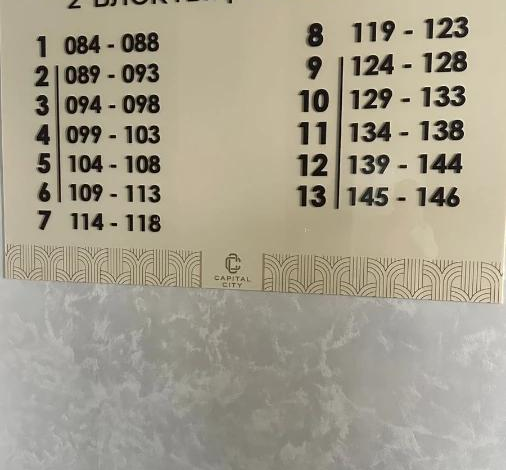 1 084 - 088
2 089 - 093
3 094 - 098
4 099 - 103
5 104 - 108
6 109 - 113
7 114 - 118
8 119 - 123
9 124 - 128
10 129 - 133
11 134 - 138
12 139 - 144
13 145 - 146
CAPITAL
CITY